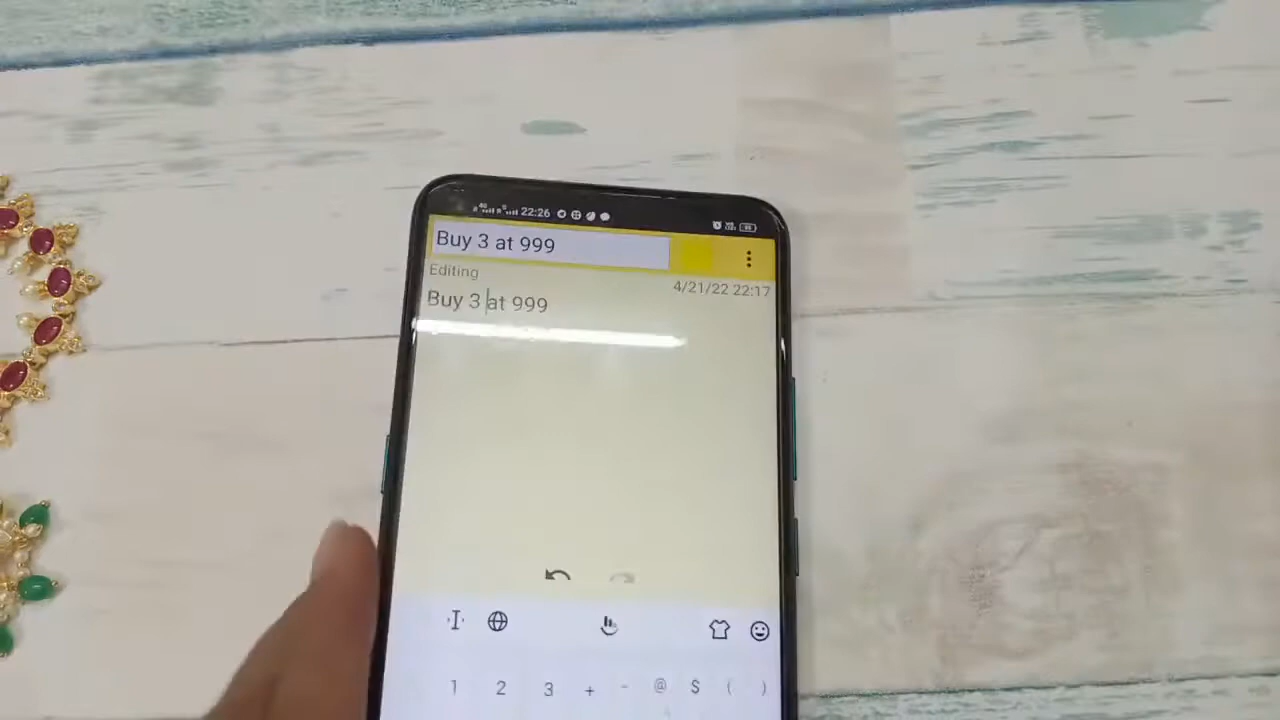 22:26
Buy 3 at 999
Editing
4/21/22 22:17
Buy 3 at 999
1 2 3 + - @ $ ( )